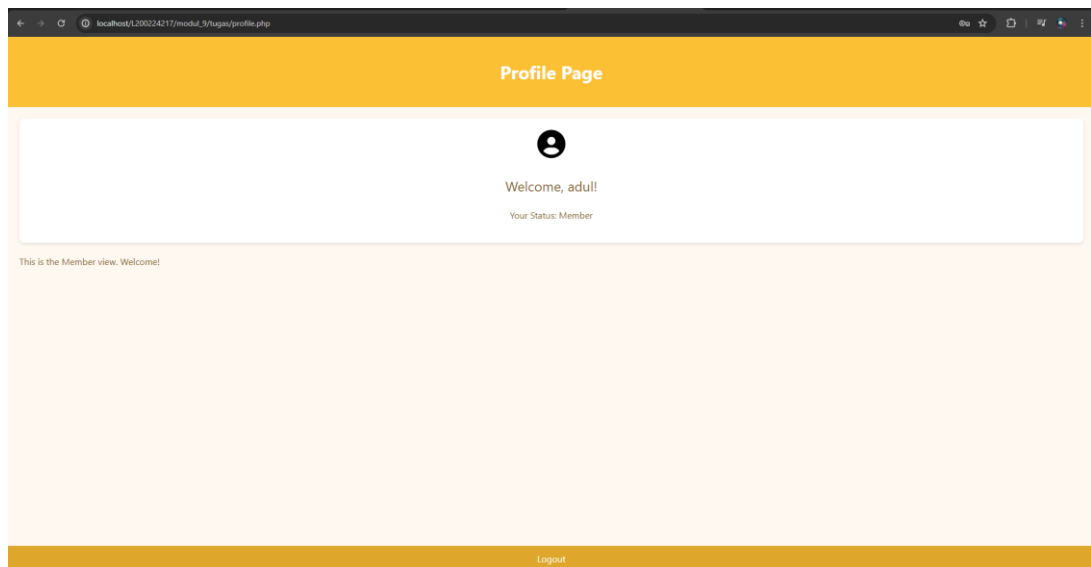 localhost/L200224217/modul_9/tugas/profile.php
Profile Page
Welcome, adul!
Your Status: Member
This is the Member view. Welcome!
Logout